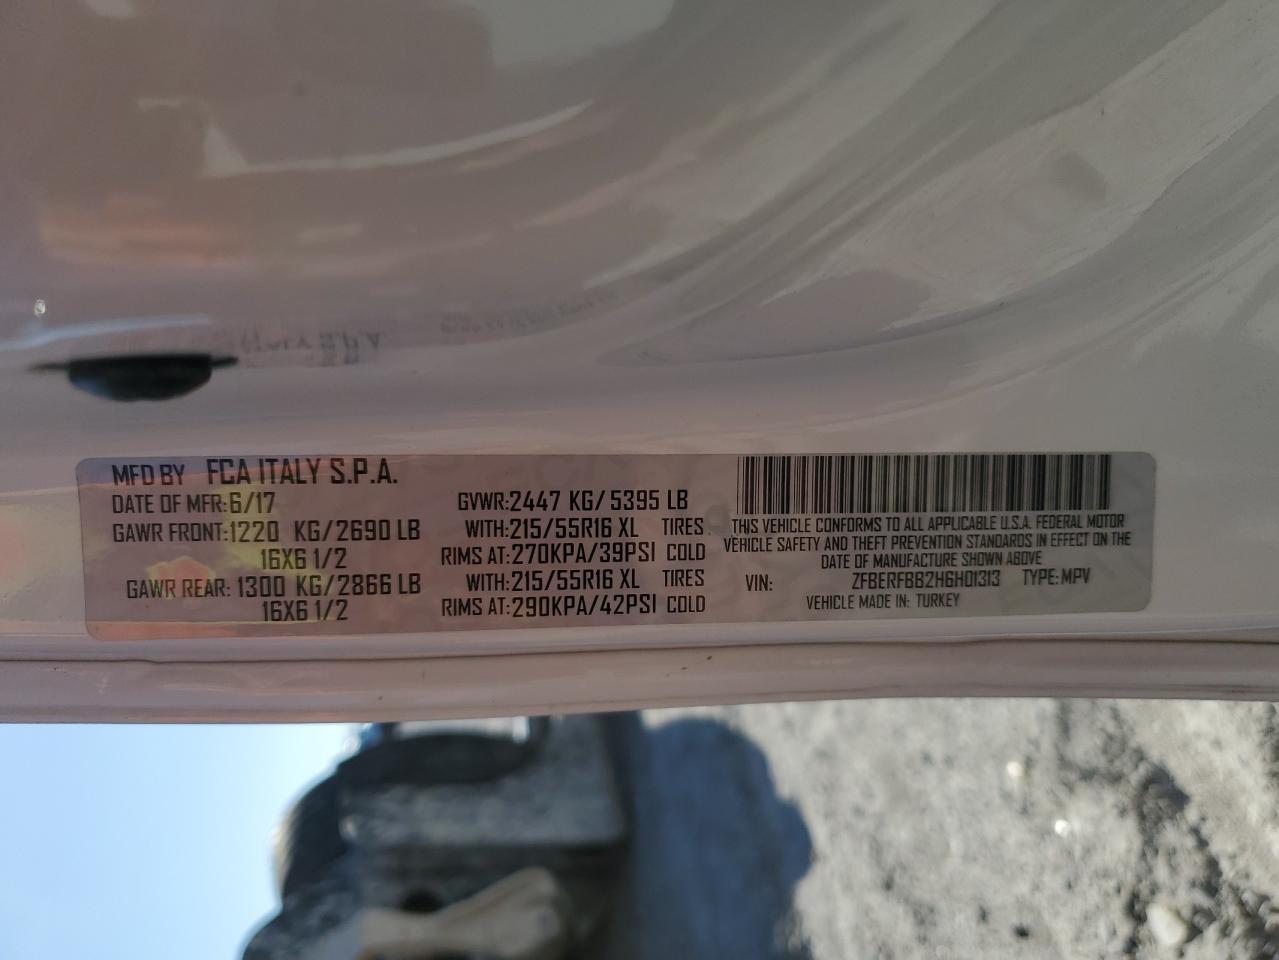 MFD BY FCA ITALY S.P.A.
DATE OF MFR: 6/17
GVWR: 2447 KG/ 5395 LB
GAWR FRONT: 1220 KG/2690 LB WITH: 215/55R16 XL TIRES
16X6 1/2 RIMS AT: 270KPA/39PSI COLD
GAWR REAR: 1300 KG/2866 LB WITH: 215/55R16 XL TIRES
16X6 1/2 RIMS AT: 290KPA/42PSI COLD
THIS VEHICLE CONFORMS TO ALL APPLICABLE U.S.A. FEDERAL MOTOR
VEHICLE SAFETY AND THEFT PREVENTION STANDARDS IN EFFECT ON THE
DATE OF MANUFACTURE SHOWN ABOVE
VIN: ZFBERFBB2H6H01313 TYPE: MPV
VEHICLE MADE IN: TURKEY